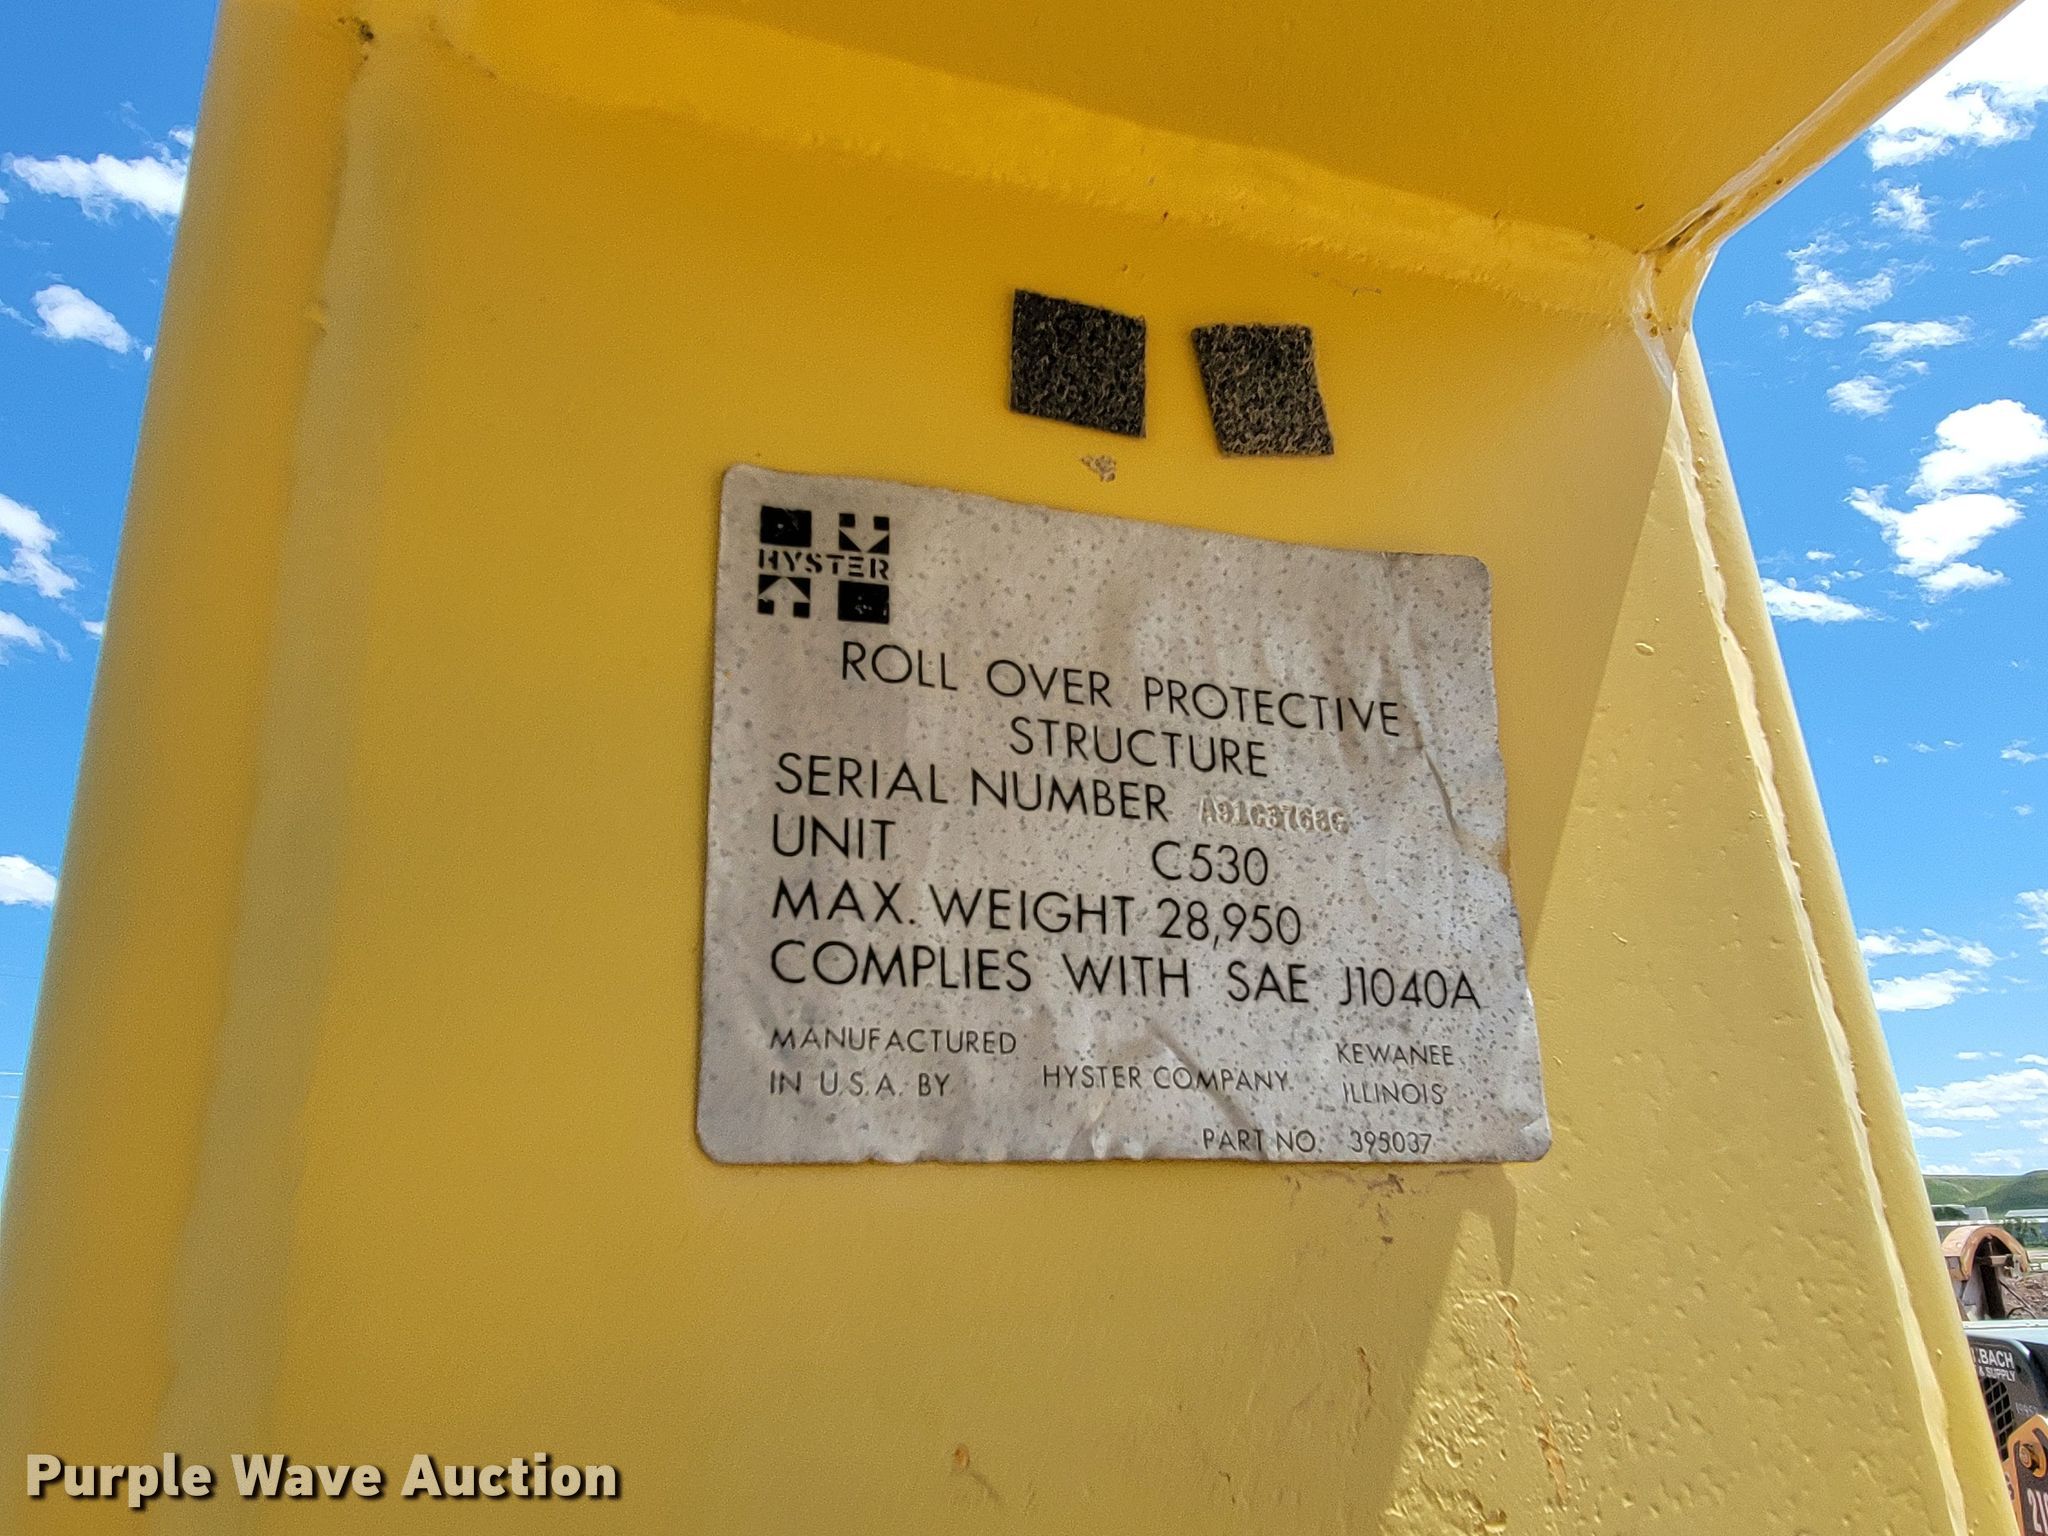 HYSTER
ROLL OVER PROTECTIVE
STRUCTURE
SERIAL NUMBER
UNIT C530
MAX. WEIGHT 28,950
COMPLIES WITH SAE J1040A
MANUFACTURED
IN U.S.A. BY HYSTER COMPANY KEWANEE
ILLINOIS
PART NO. 395037
& SUPPLY
Purple Wave Auction